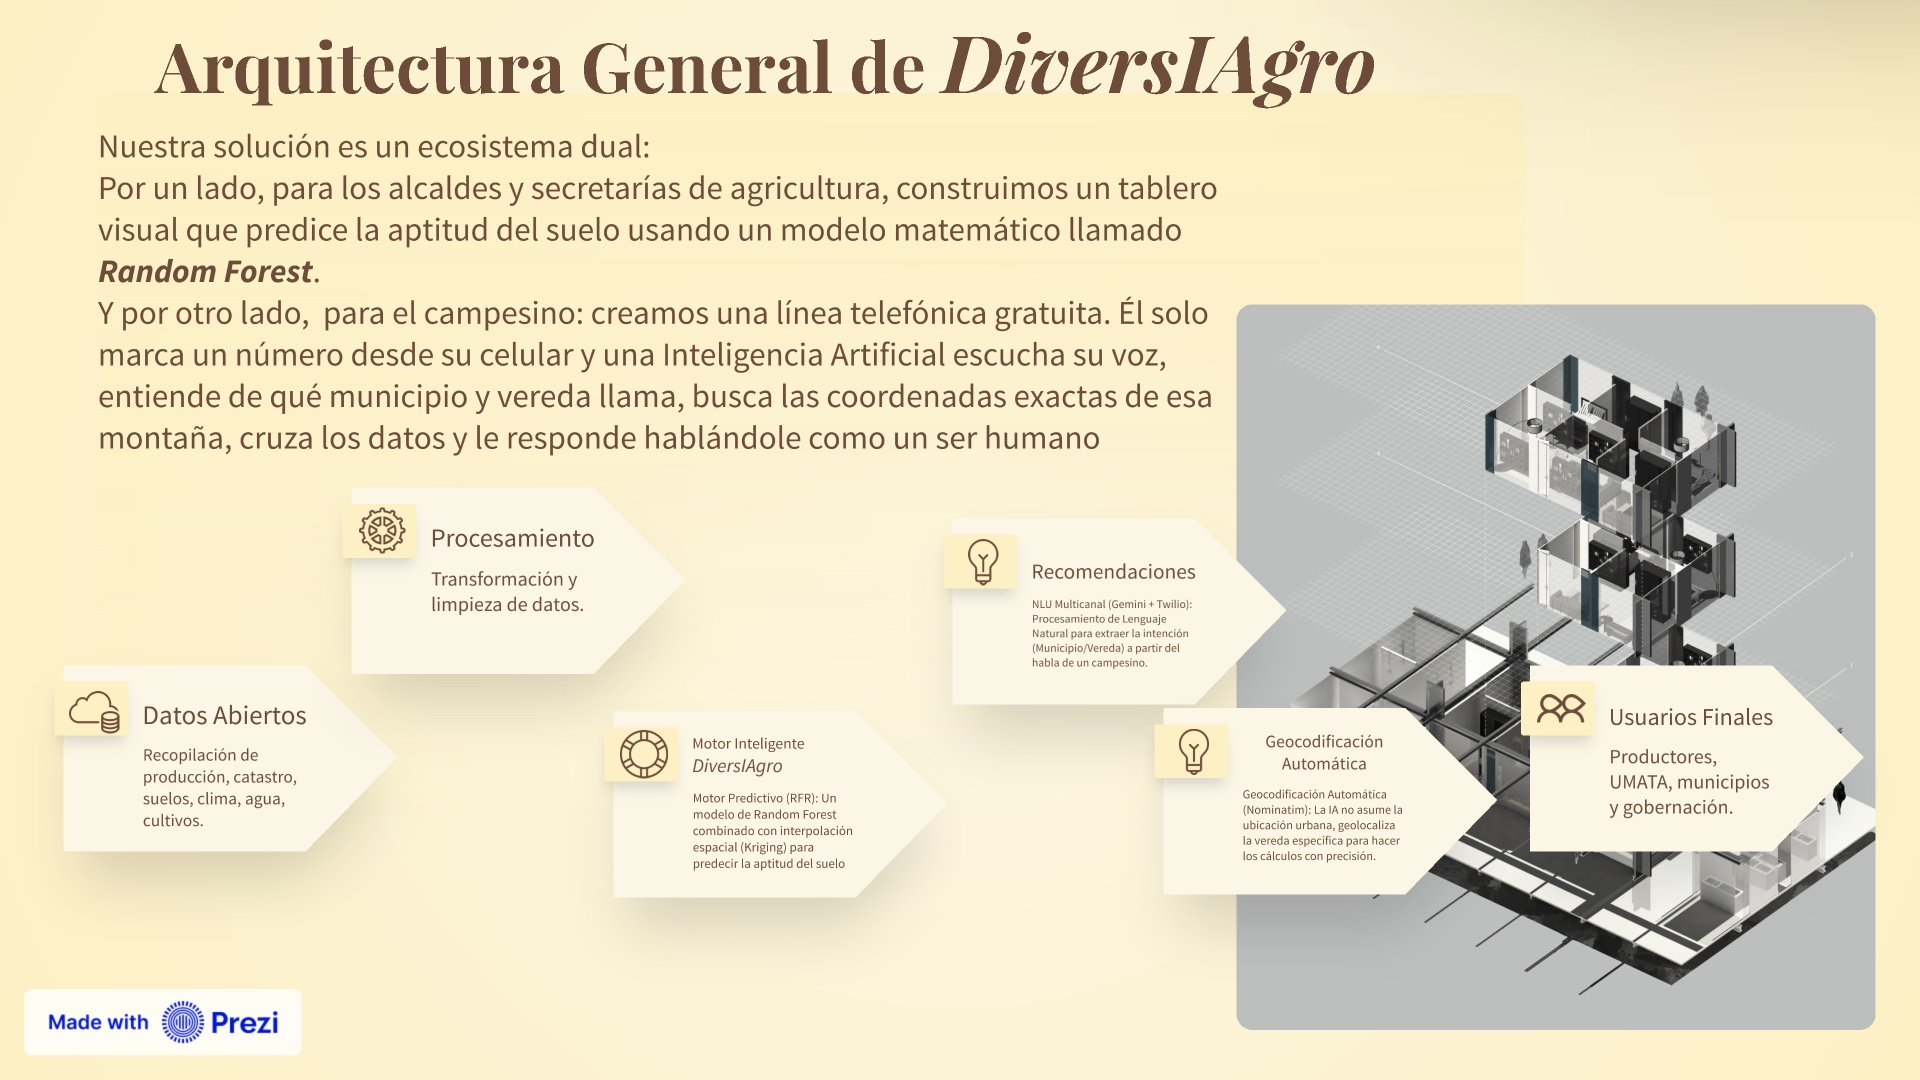 Arquitectura General de DiversIAgro
Nuestra solución es un ecosistema dual:
Por un lado, para los alcaldes y secretarías de agricultura, construimos un tablero
visual que predice la aptitud del suelo usando un modelo matemático llamado
Random Forest.
Y por otro lado,  para el campesino: creamos una línea telefónica gratuita. Él solo
marca un número desde su celular y una Inteligencia Artificial escucha su voz,
entiende de qué municipio y vereda llama, busca las coordenadas exactas de esa
montaña, cruza los datos y le responde hablándole como un ser humano
Datos Abiertos
Recopilación de
producción, catastro,
suelos, clima, agua,
cultivos.
Procesamiento
Transformación y
limpieza de datos.
Motor Inteligente
DiversIAgro
Motor Predictivo (RFR): Un
modelo de Random Forest
combinado con interpolación
espacial (Kriging) para
predecir la aptitud del suelo
Recomendaciones
NLU Multicanal (Gemini + Twilio):
Procesamiento de Lenguaje
Natural para extraer la intención
(Municipio/Vereda) a partir del
habla de un campesino.
Geocodificación
Automática
Geocodificación Automática
(Nominatim): La IA no asume la
ubicación urbana, geolocaliza
la vereda específica para hacer
los cálculos con precisión.
Usuarios Finales
Productores,
UMATA, municipios
y gobernación.
Made with Prezi